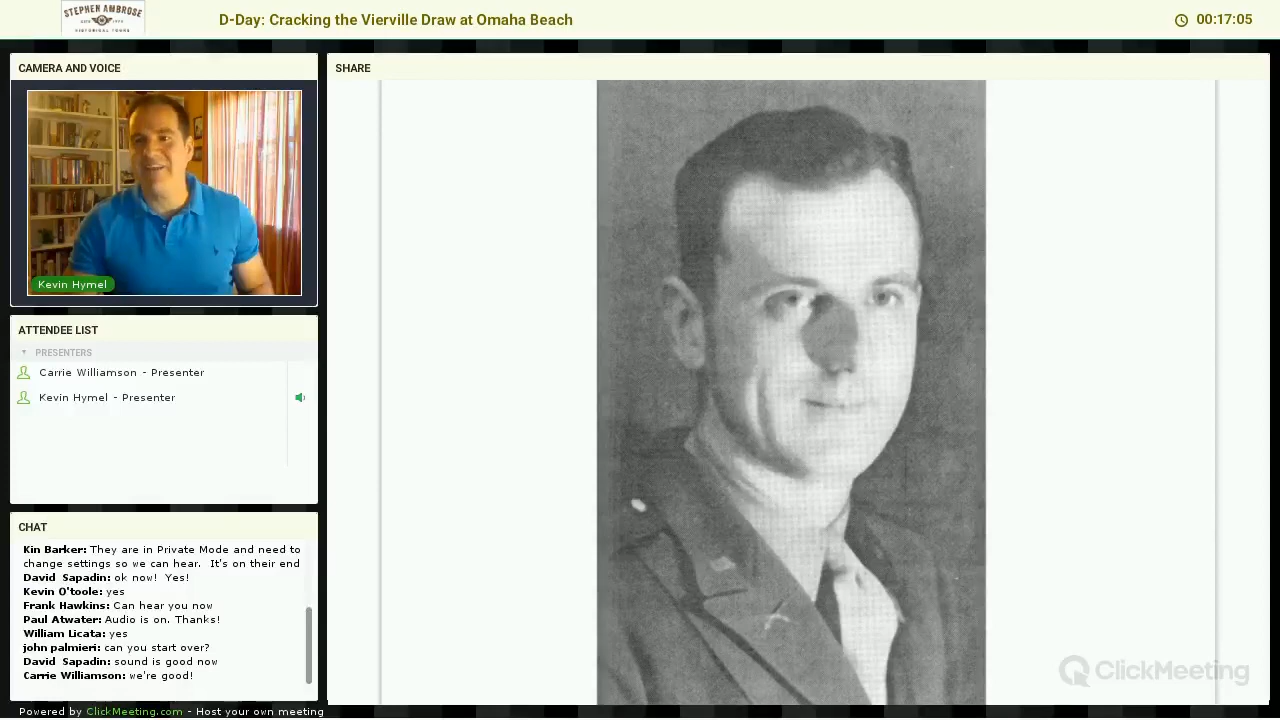 STEPHEN AMBROSE
HISTORICAL TOURS
D-Day: Cracking the Vierville Draw at Omaha Beach
00:17:05
CAMERA AND VOICE
Kevin Hymel
ATTENDEE LIST
PRESENTERS
Carrie Williamson - Presenter
Kevin Hymel - Presenter
CHAT
Kin Barker: They are in Private Mode and need to
change settings so we can hear. It's on their end
David Sapadin: ok now! Yes!
Kevin O'toole: yes
Frank Hawkins: Can hear you now
Paul Atwater: Audio is on. Thanks!
William Licata: yes
john palmieri: can you start over?
David Sapadin: sound is good now
Carrie Williamson: we're good!
Powered by ClickMeeting.com - Host your own meeting
SHARE
ClickMeeting